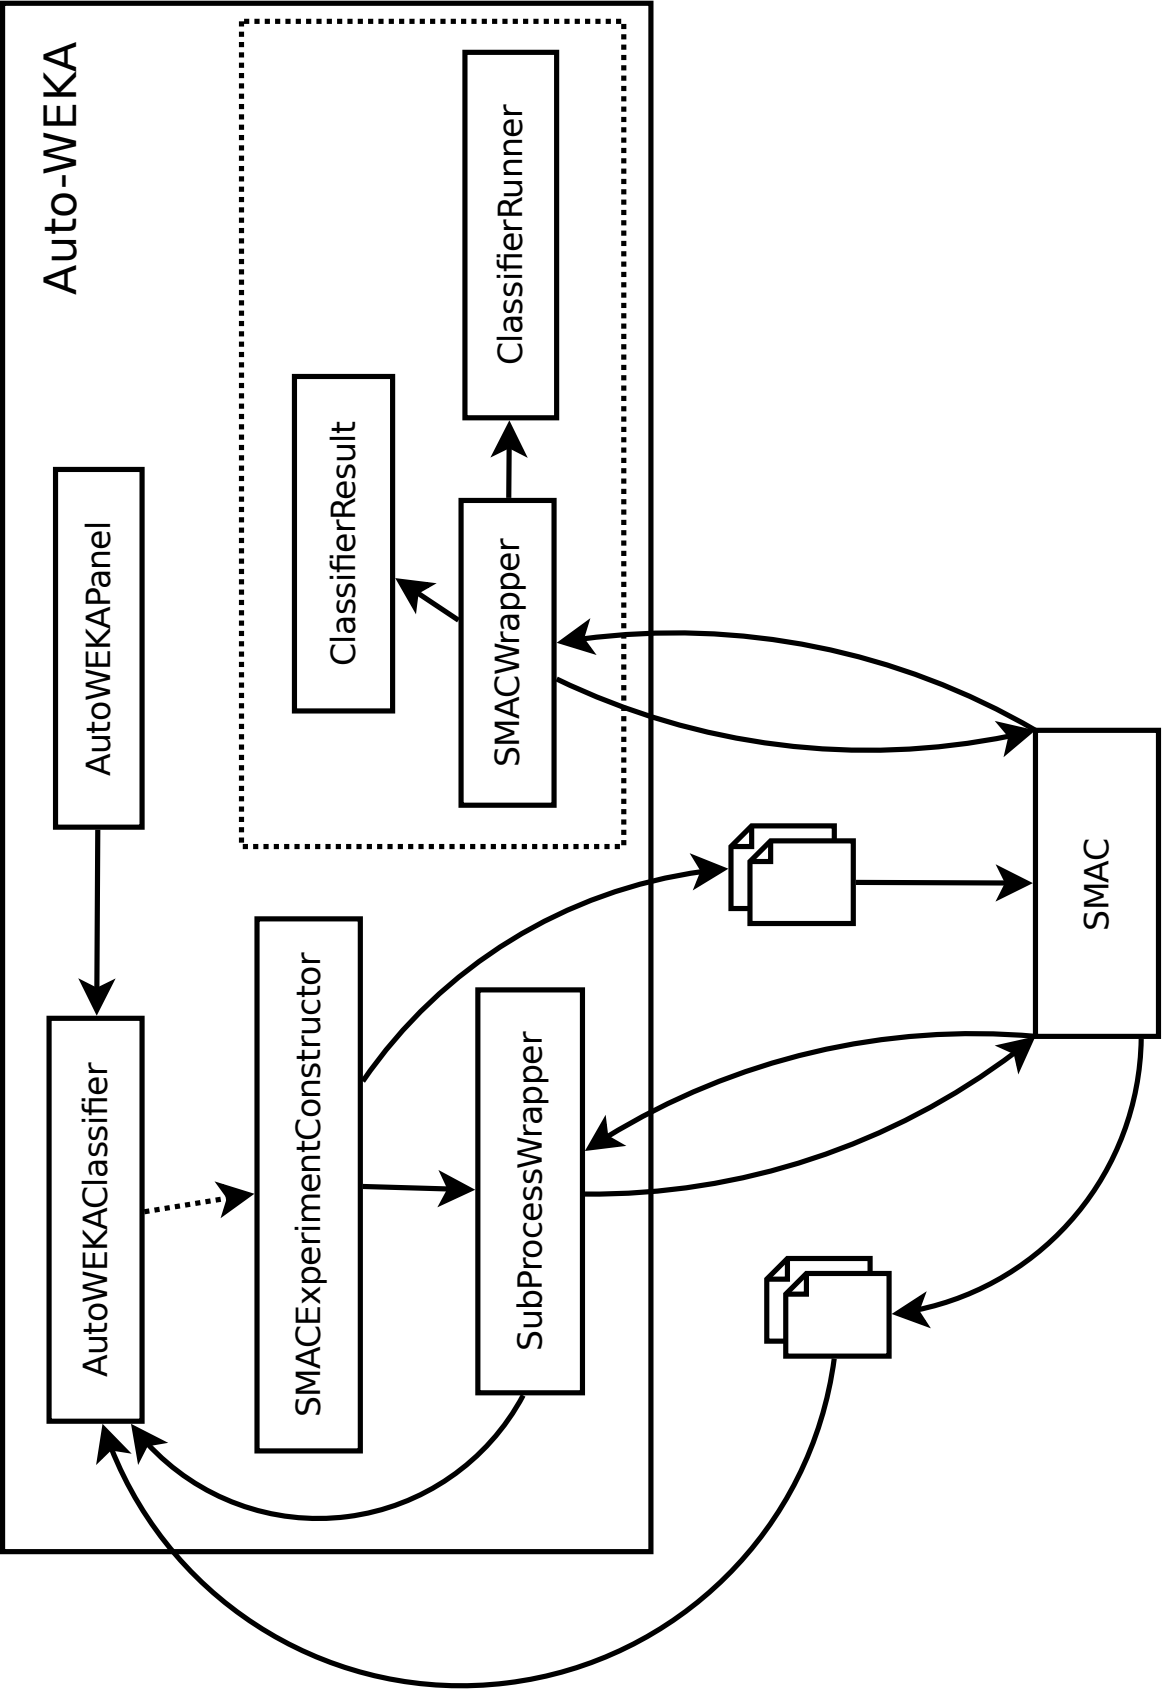 Auto-WEKA
AutoWEKAClassifier
AutoWEKAPanel
SMACExperimentConstructor
ClassifierResult
SubProcessWrapper
SMACWrapper
ClassifierRunner
SMAC